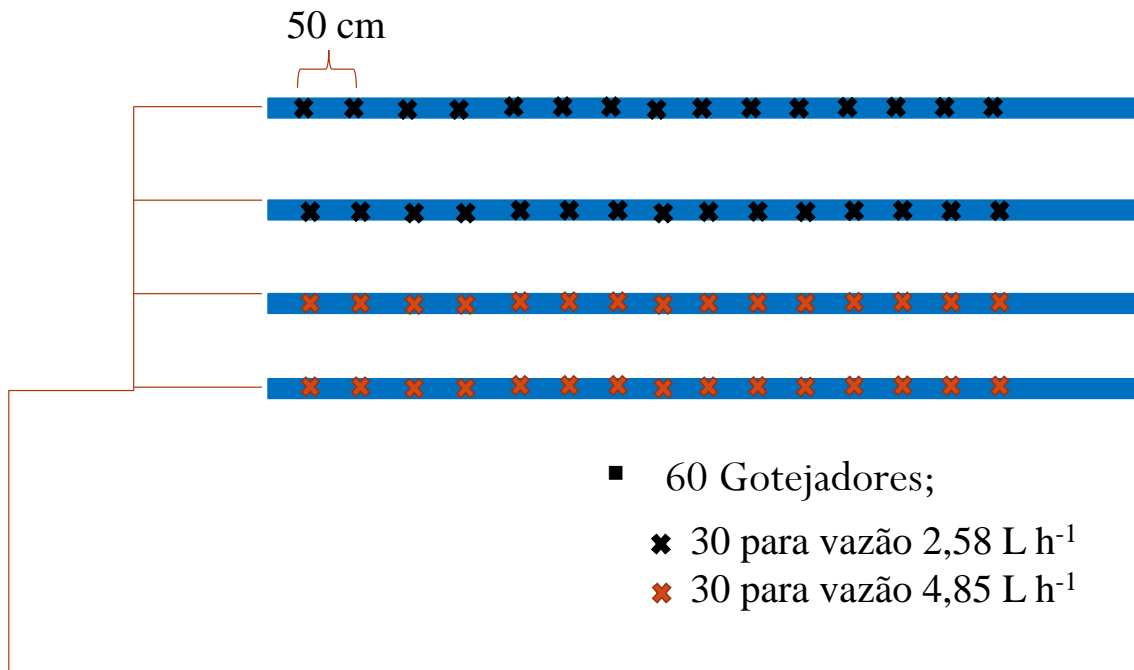 50 cm
▪ 60 Gotejadores;
30 para vazão 2,58 L h⁻¹
30 para vazão 4,85 L h⁻¹